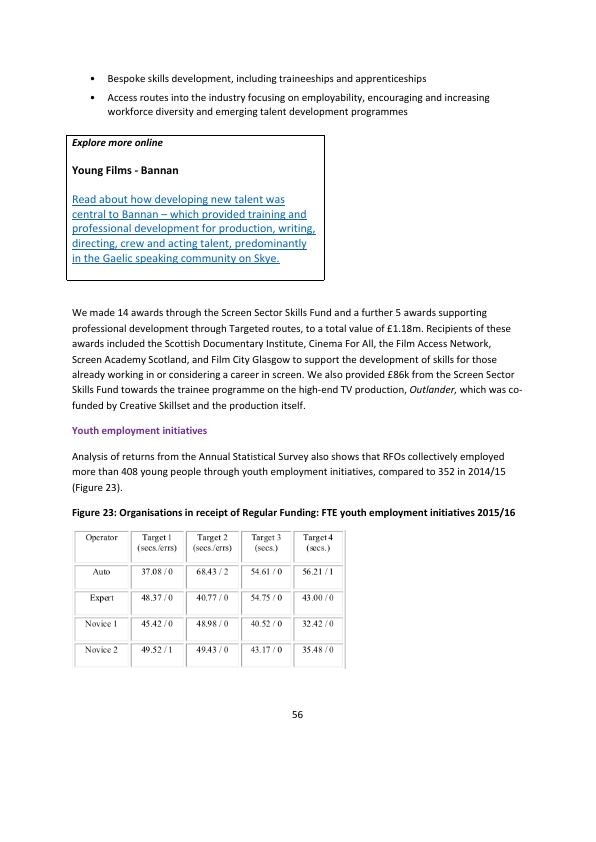 • Bespoke skills development, including traineeships and apprenticeships
• Access routes into the industry focusing on employability, encouraging and increasing
workforce diversity and emerging talent development programmes
Explore more online
Young Films - Bannan
Read about how developing new talent was
central to Bannan – which provided training and
professional development for production, writing,
directing, crew and acting talent, predominantly
in the Gaelic speaking community on Skye.
We made 14 awards through the Screen Sector Skills Fund and a further 5 awards supporting
professional development through Targeted routes, to a total value of £1.18m. Recipients of these
awards included the Scottish Documentary Institute, Cinema For All, the Film Access Network,
Screen Academy Scotland, and Film City Glasgow to support the development of skills for those
already working in or considering a career in screen. We also provided £86k from the Screen Sector
Skills Fund towards the trainee programme on the high-end TV production, Outlander, which was co-
funded by Creative Skillset and the production itself.
Youth employment initiatives
Analysis of returns from the Annual Statistical Survey also shows that RFOs collectively employed
more than 408 young people through youth employment initiatives, compared to 352 in 2014/15
(Figure 23).
Figure 23: Organisations in receipt of Regular Funding: FTE youth employment initiatives 2015/16
Operator Target 1 Target 2 Target 3 Target 4
(secs./errs) (secs./errs) (secs.) (secs.)
Auto 37.08 / 0 68.43 / 2 54.61 / 0 56.21 / 1
Expert 48.37 / 0 40.77 / 0 54.75 / 0 43.00 / 0
Novice 1 45.42 / 0 48.98 / 0 40.52 / 0 32.42 / 0
Novice 2 49.52 / 1 49.43 / 0 43.17 / 0 35.48 / 0
56